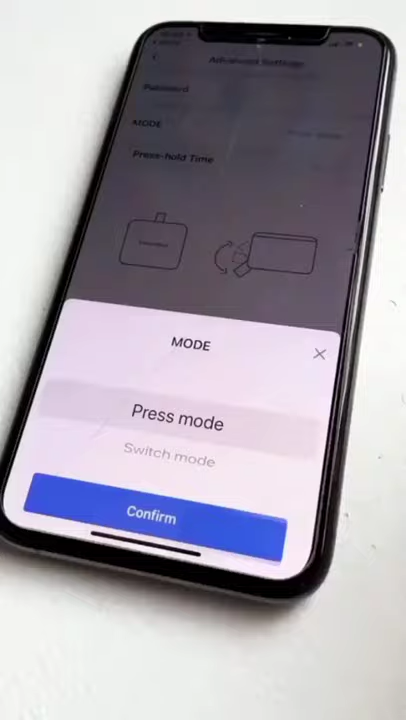 Advanced Settings
Password
MODE
Press-hold Time
MODE
Press mode
Switch mode
Confirm